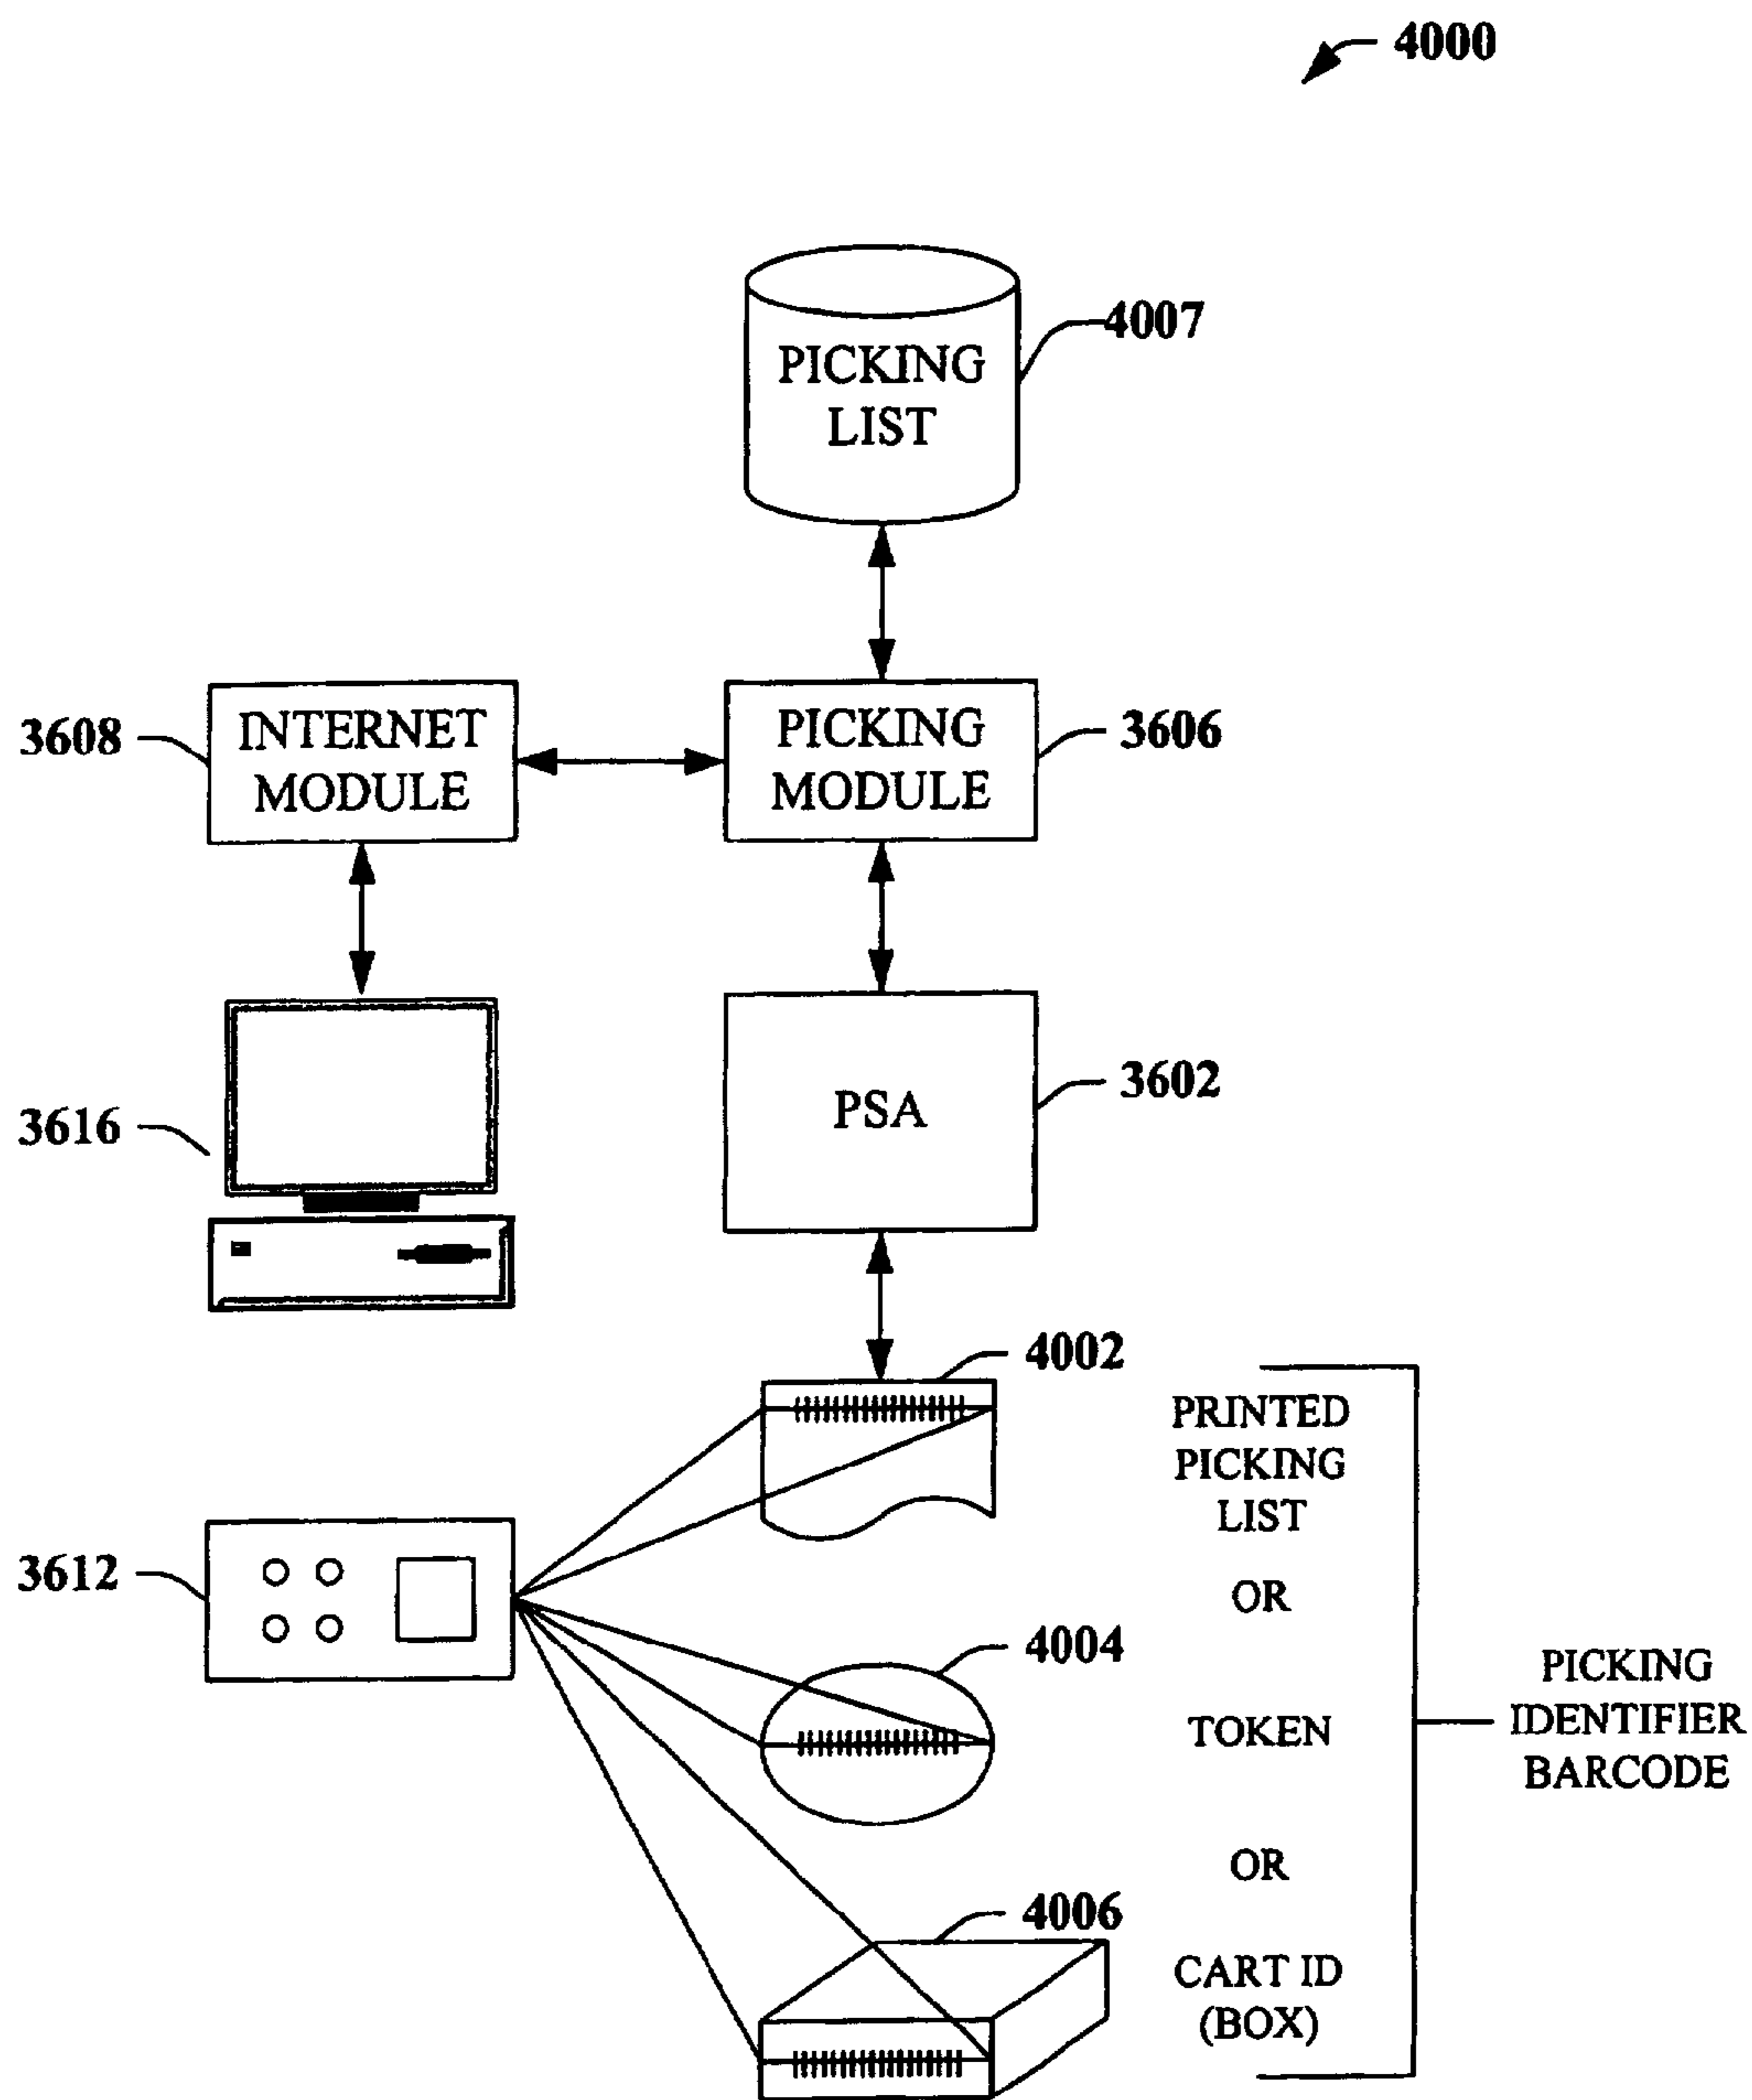 4000
PICKING
LIST
4007
3608
INTERNET
MODULE
PICKING
MODULE
3606
3616
PSA
3602
4002
PRINTED
PICKING
LIST
3612
OR
4004
TOKEN
PICKING
IDENTIFIER
BARCODE
OR
4006
CART ID
(BOX)